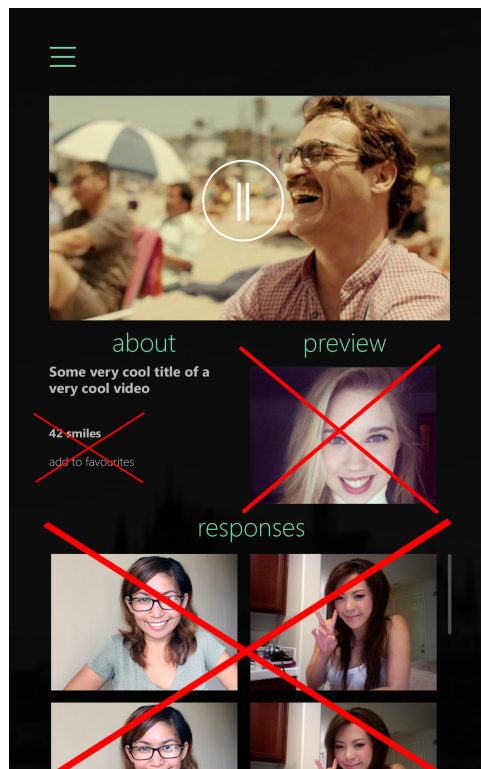 about
preview
Some very cool title of a
very cool video
42 smiles
add to favourites
responses